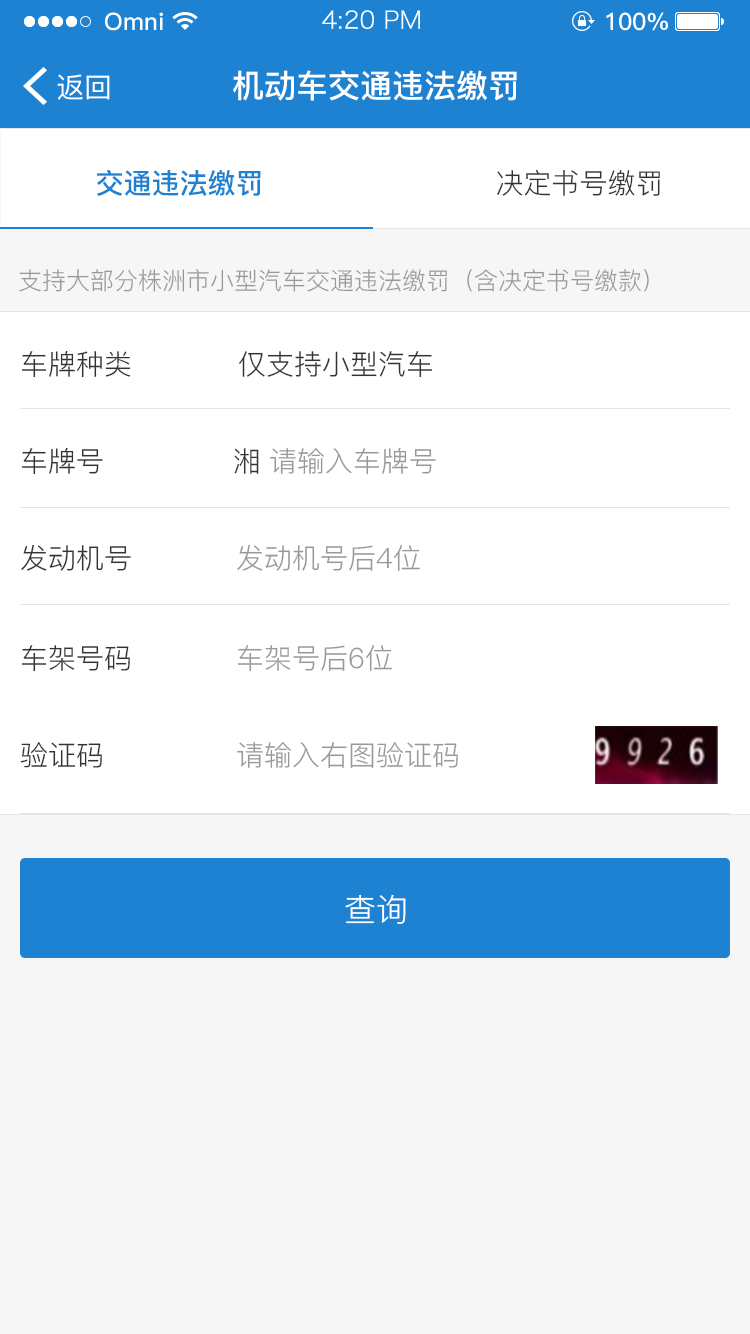 Omni 4:20 PM 100%
返回 机动车交通违法缴罚
交通违法缴罚 决定书号缴罚
支持大部分株洲市小型汽车交通违法缴罚（含决定书号缴款）
车牌种类 仅支持小型汽车
车牌号 湘 请输入车牌号
发动机号 发动机号后4位
车架号码 车架号后6位
验证码 请输入右图验证码 9926
查询